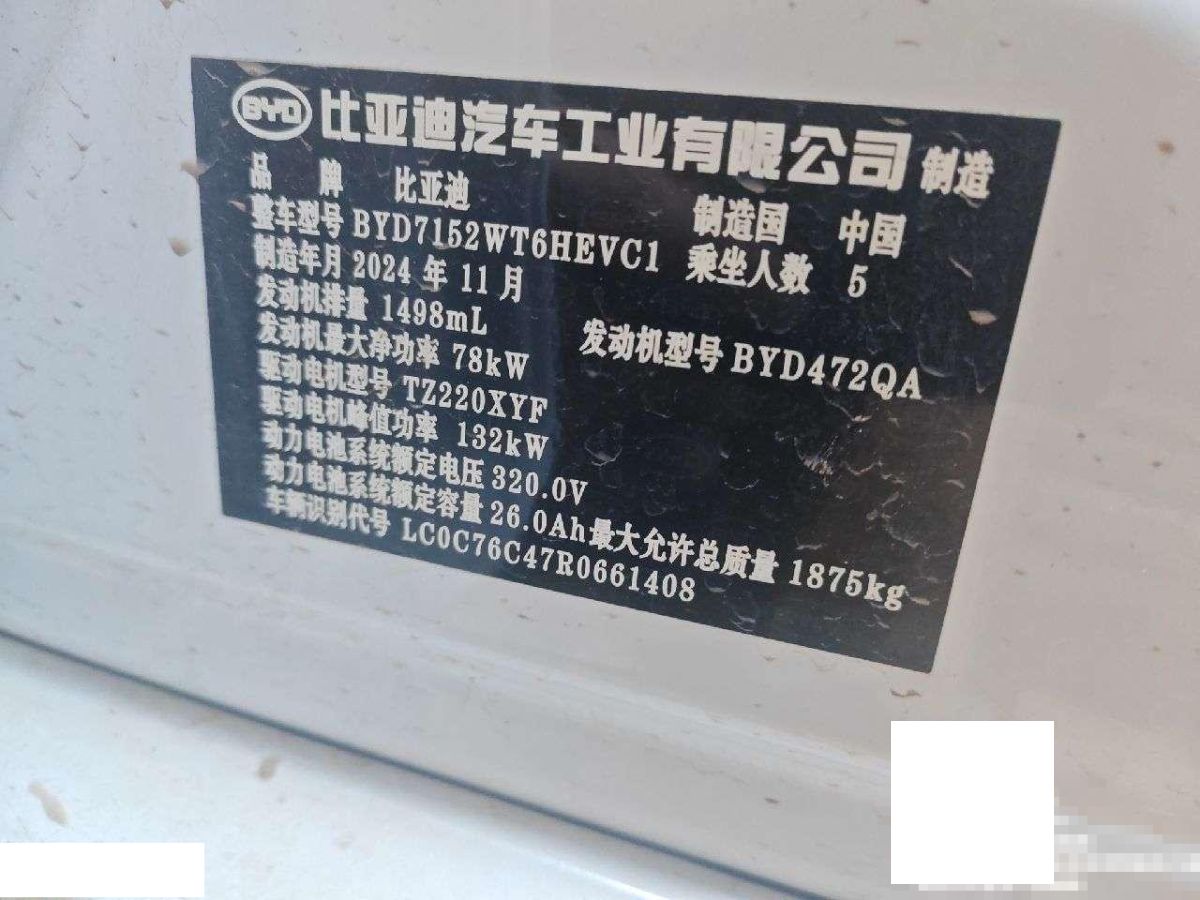 BYD 比亚迪汽车工业有限公司 制造
品 牌 比亚迪 制造国 中国
整车型号 BYD7152WT6HEVC1 乘坐人数 5
制造年月 2024 年 11 月
发动机排量 1498mL 发动机型号 BYD472QA
发动机最大净功率 78kW
驱动电机型号 TZ220XYF
驱动电机峰值功率 132kW
动力电池系统额定电压 320.0V
动力电池系统额定容量 26.0Ah 最大允许总质量 1875kg
车辆识别代号 LC0C76C47R0661408